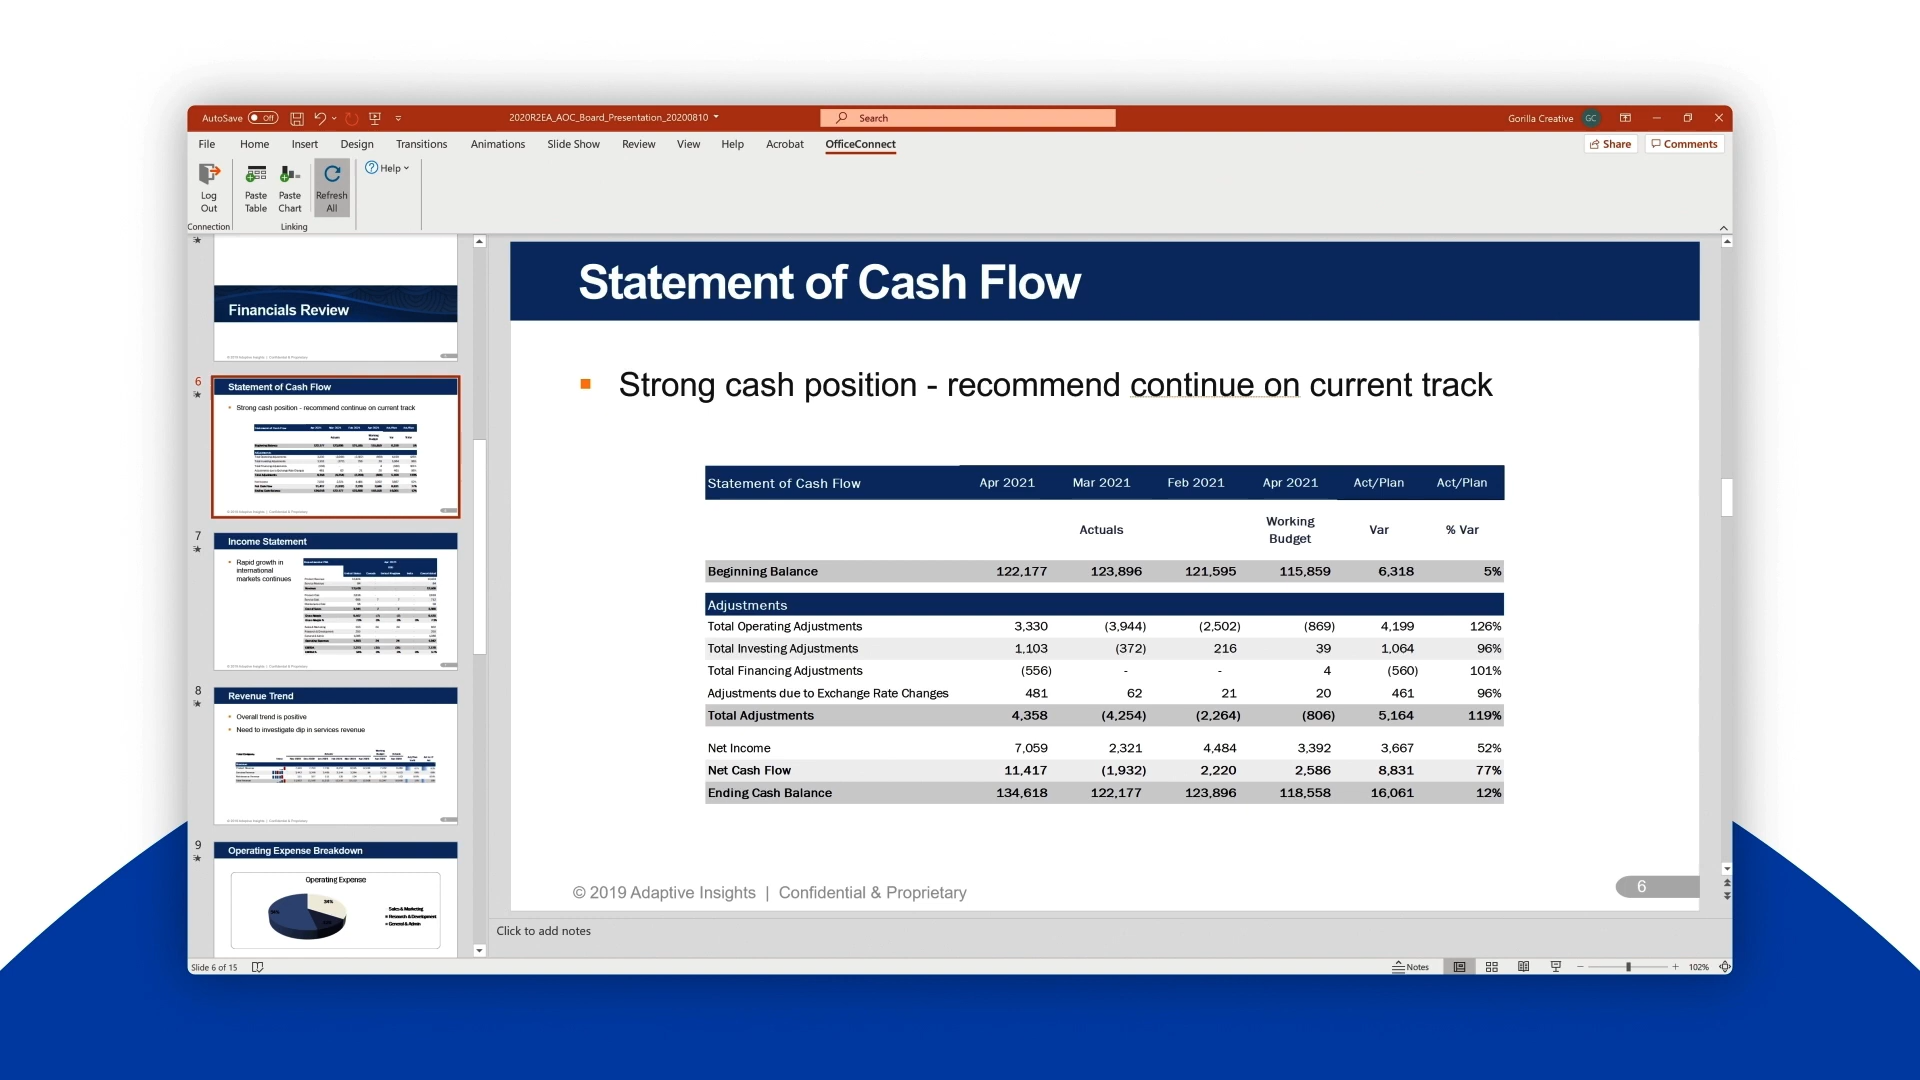 AutoSave Off
2020R2EA_AOC_Board_Presentation_20200810
Search
Gorilla Creative GC
File Home Insert Design Transitions Animations Slide Show Review View Help Acrobat OfficeConnect
Share Comments
Log Out
Paste Table
Paste Chart
Refresh All
Help
Connection Linking
Financials Review
6
Statement of Cash Flow
Strong cash position - recommend continue on current track
7
Income Statement
Rapid growth in
international
markets continues
8
Revenue Trend
Overall trend is positive
Need to investigate dip in services revenue
9
Operating Expense Breakdown
Operating Expense
34%
Sales & Marketing
Research & Development
General & Admin
Statement of Cash Flow
Strong cash position - recommend continue on current track
Statement of Cash Flow Apr 2021 Mar 2021 Feb 2021 Apr 2021 Act/Plan Act/Plan
Actuals Working Budget Var % Var
Beginning Balance 122,177 123,896 121,595 115,859 6,318 5%
Adjustments
Total Operating Adjustments 3,330 (3,944) (2,502) (869) 4,199 126%
Total Investing Adjustments 1,103 (372) 216 39 1,064 96%
Total Financing Adjustments (556) - - 4 (560) 101%
Adjustments due to Exchange Rate Changes 481 62 21 20 461 96%
Total Adjustments 4,358 (4,254) (2,264) (806) 5,164 119%
Net Income 7,059 2,321 4,484 3,392 3,667 52%
Net Cash Flow 11,417 (1,932) 2,220 2,586 8,831 77%
Ending Cash Balance 134,618 122,177 123,896 118,558 16,061 12%
© 2019 Adaptive Insights | Confidential & Proprietary
6
Click to add notes
Slide 6 of 15
Notes
102%